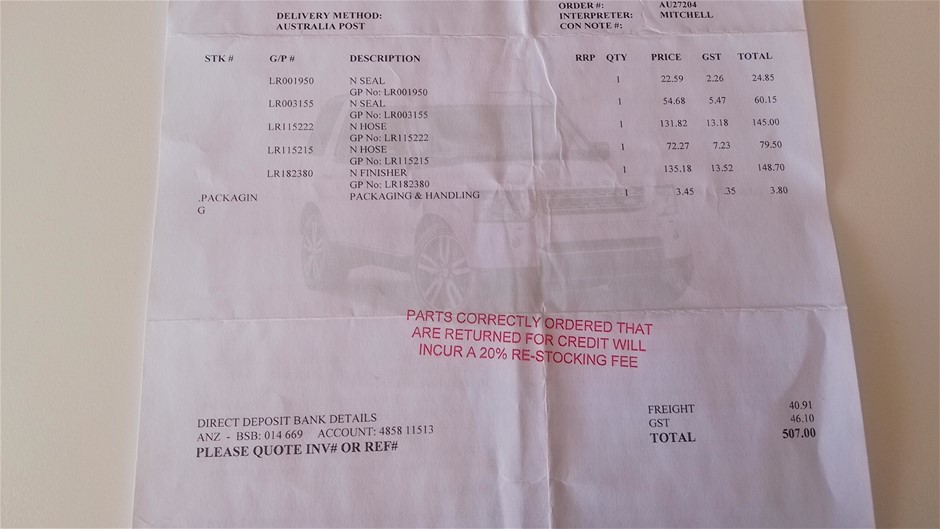 ORDER #: AU27204
DELIVERY METHOD: INTERPRETER: MITCHELL
AUSTRALIA POST CON NOTE #:
STK # G/P # DESCRIPTION RRP QTY PRICE GST TOTAL
LR001950 N SEAL 1 22.59 2.26 24.85
GP No: LR001950
LR003155 N SEAL 1 54.68 5.47 60.15
GP No: LR003155
LR115222 N HOSE 1 131.82 13.18 145.00
GP No: LR115222
LR115215 N HOSE 1 72.27 7.23 79.50
GP No: LR115215
LR182380 N FINISHER 1 135.18 13.52 148.70
GP No: LR182380
.PACKAGIN PACKAGING & HANDLING 1 3.45 .35 3.80
G
PARTS CORRECTLY ORDERED THAT
ARE RETURNED FOR CREDIT WILL
INCUR A 20% RE-STOCKING FEE
FREIGHT 40.91
DIRECT DEPOSIT BANK DETAILS GST 46.10
ANZ - BSB: 014 669 ACCOUNT: 4858 11513 TOTAL 507.00
PLEASE QUOTE INV# OR REF#